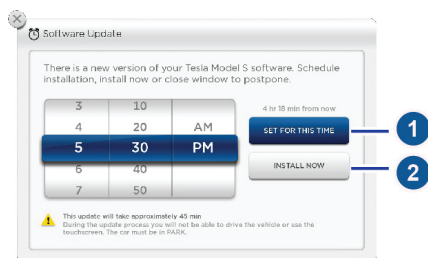 Software Update
There is a new version of your Tesla Model S software. Schedule
installation, install now or close window to postpone.
3 10
4 20 AM
5 30 PM
6 40
7 50
4 hr 18 min from now
SET FOR THIS TIME
1
INSTALL NOW
2
This update will take approximately 45 min
During the update process you will not be able to drive the vehicle or use the
touchscreen. The car must be in PARK.